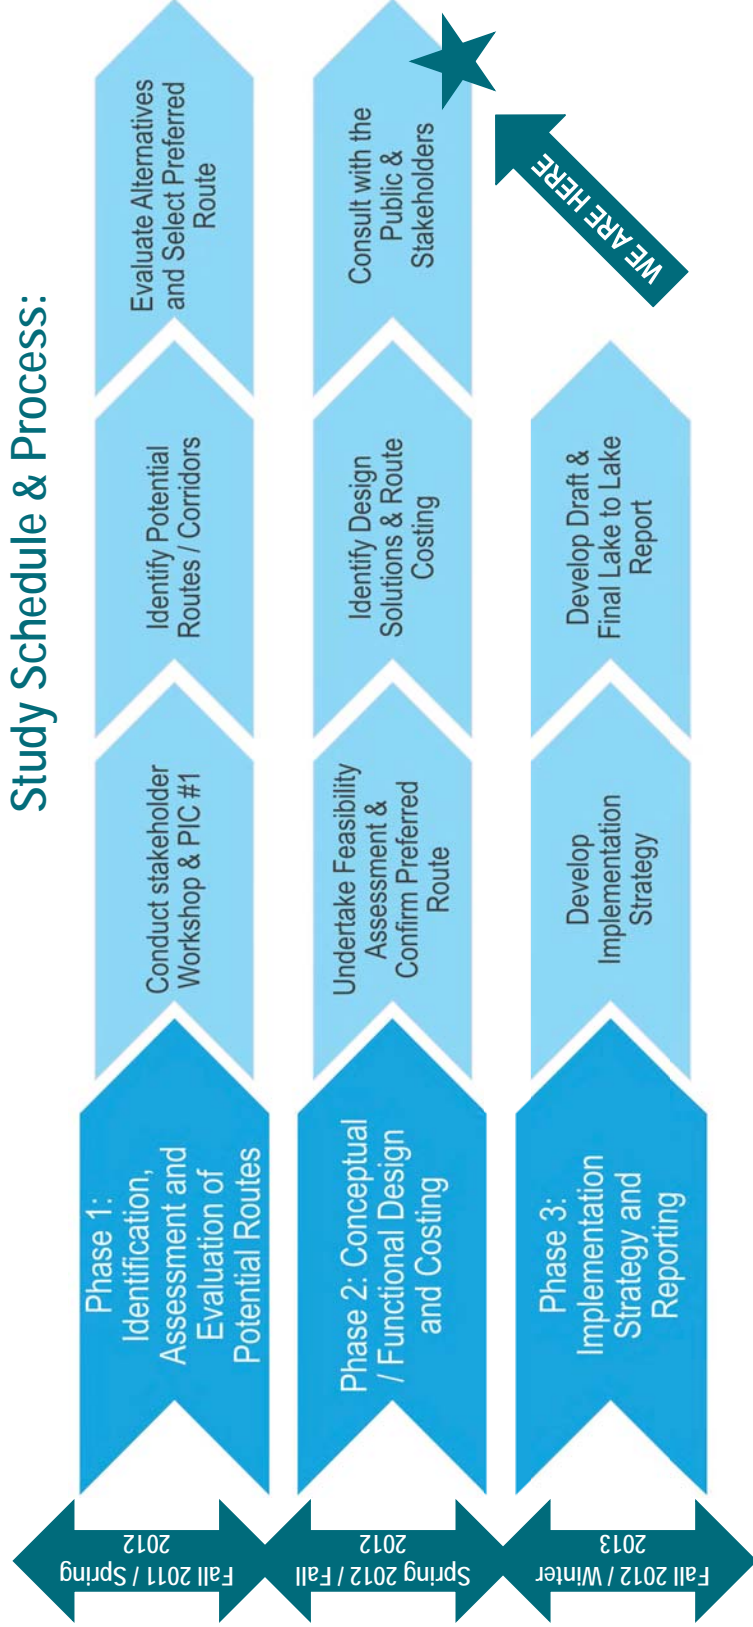 Study Schedule & Process:
Fall 2011 / Spring
2012
Phase 1:
Identification,
Assessment and
Evaluation of
Potential Routes
Conduct stakeholder
Workshop & PIC #1
Identify Potential
Routes / Corridors
Evaluate Alternatives
and Select Preferred
Route
Spring 2012 / Fall
2012
Phase 2: Conceptual
/ Functional Design
and Costing
Undertake Feasibility
Assessment &
Confirm Preferred
Route
Identify Design
Solutions & Route
Costing
Consult with the
Public &
Stakeholders
WE ARE HERE
Fall 2012 / Winter
2013
Phase 3:
Implementation
Strategy and
Reporting
Develop
Implementation
Strategy
Develop Draft &
Final Lake to Lake
Report